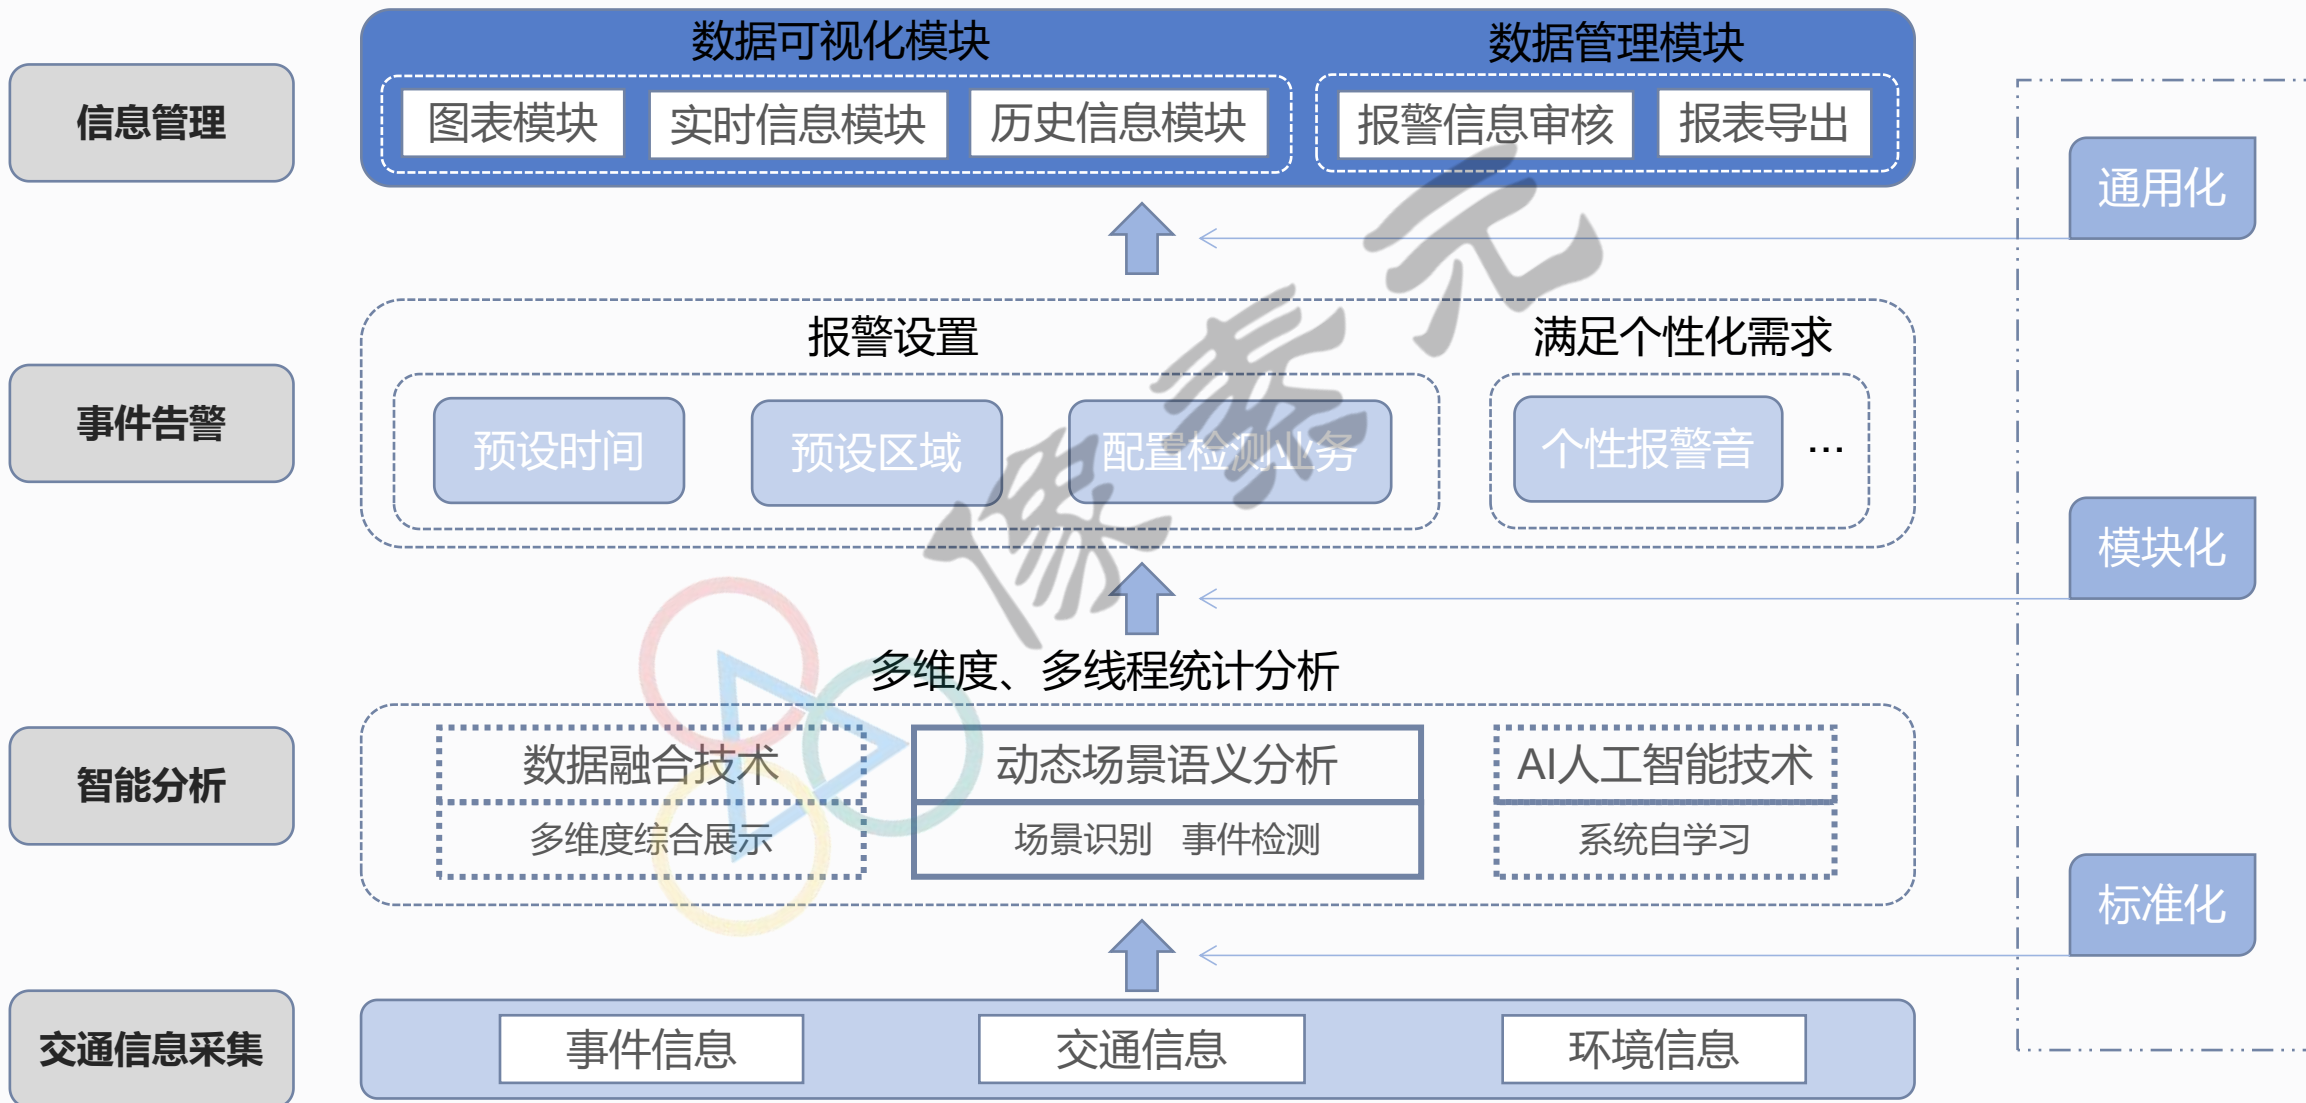 数据可视化模块
数据管理模块
信息管理
图表模块
实时信息模块
历史信息模块
报警信息审核
报表导出
通用化
报警设置
满足个性化需求
事件告警
预设时间
预设区域
配置检测业务
个性报警音
...
模块化
多维度、多线程统计分析
智能分析
数据融合技术
动态场景语义分析
AI人工智能技术
多维度综合展示
场景识别 事件检测
系统自学习
标准化
交通信息采集
事件信息
交通信息
环境信息
像素元